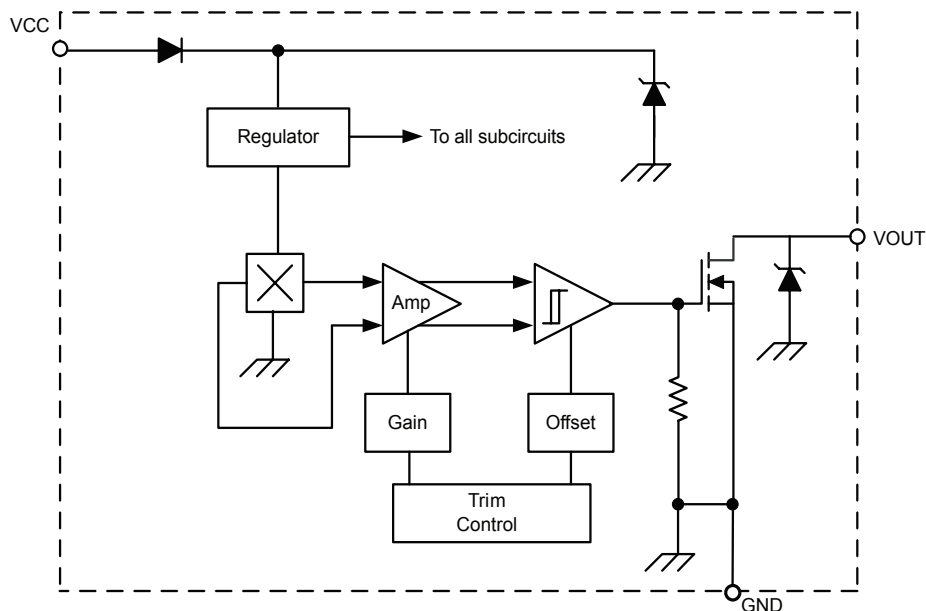 VCC
Regulator
To all subcircuits
VOUT
Amp
Gain
Offset
Trim
Control
GND